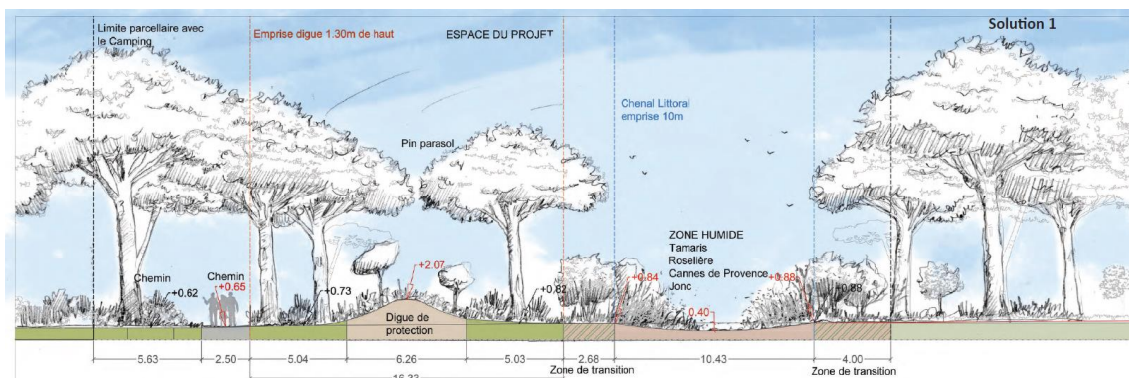 Limite parcellaire avec
le Camping
Emprise digue 1.30m de haut
ESPACE DU PROJET
Solution 1
Chenal Littoral
emprise 10m
Pin parasol
ZONE HUMIDE
Tamaris
Roselière
Cannes de Provence
Jonc
Chemin
Chemin
+0.62
+0.65
+0.73
+2.07
+0.62
+0.84
0.40
+0.88
+0.88
Digue de
protection
5.63
2.50
5.04
6.26
5.03
2.68
10.43
4.00
16.33
Zone de transition
Zone de transition